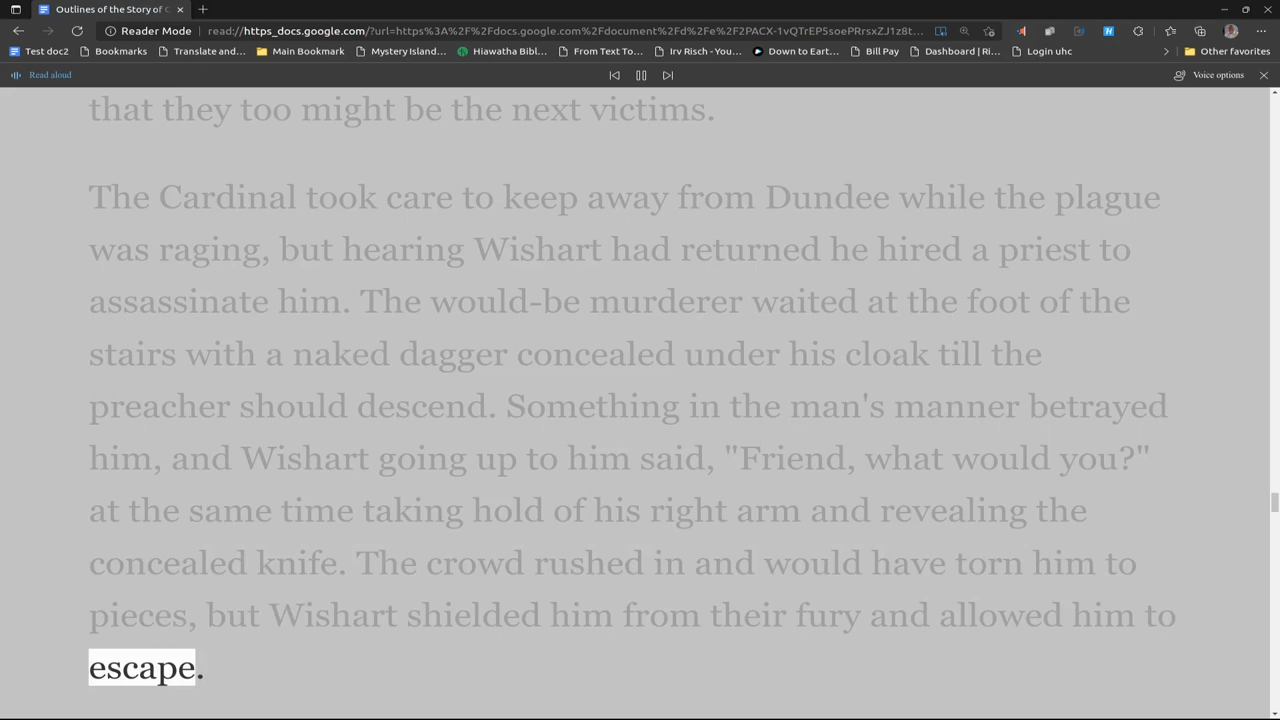 Outlines of the Story of C
Reader Mode
read://https_docs.google.com/?url=https%3A%2F%2Fdocs.google.com%2Fdocument%2Fd%2Fe%2F2PACX-1vQTrEP5soePRrsxZJ1z8t...
Test doc2 Bookmarks Translate and... Main Bookmark Mystery Island... Hiawatha Bibl... From Text To... Irv Risch - You... Down to Eart... Bill Pay Dashboard | Ri... Login uhc Other favorites
Read aloud Voice options
that they too might be the next victims.
The Cardinal took care to keep away from Dundee while the plague
was raging, but hearing Wishart had returned he hired a priest to
assassinate him. The would-be murderer waited at the foot of the
stairs with a naked dagger concealed under his cloak till the
preacher should descend. Something in the man's manner betrayed
him, and Wishart going up to him said, "Friend, what would you?"
at the same time taking hold of his right arm and revealing the
concealed knife. The crowd rushed in and would have torn him to
pieces, but Wishart shielded him from their fury and allowed him to
escape.